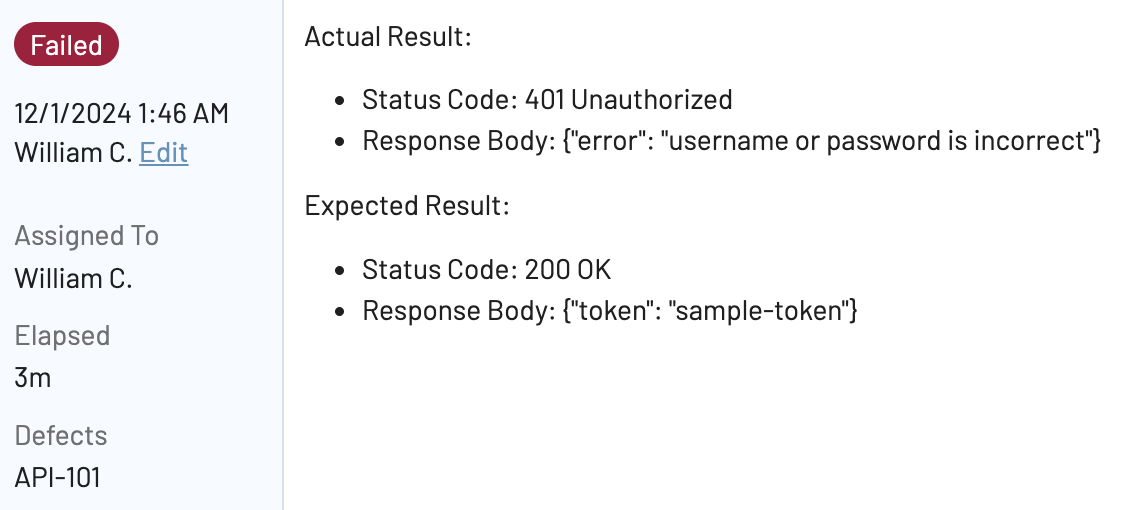 Failed
12/1/2024 1:46 AM
William C. Edit
Assigned To
William C.
Elapsed
3m
Defects
API-101
Actual Result:
• Status Code: 401 Unauthorized
• Response Body: {"error": "username or password is incorrect"}
Expected Result:
• Status Code: 200 OK
• Response Body: {"token": "sample-token"}